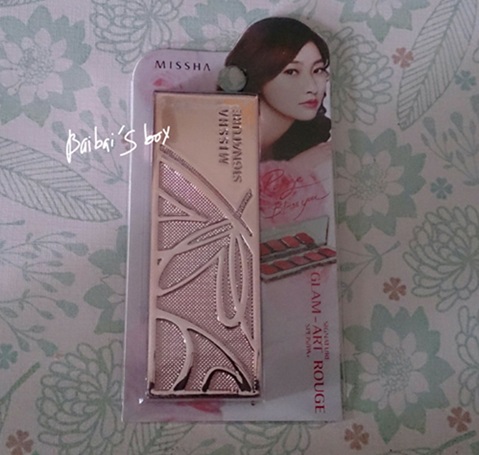 MISSHA
Baibai's box
MISSHA
SIGNATURE
GLAM-ART ROUGE